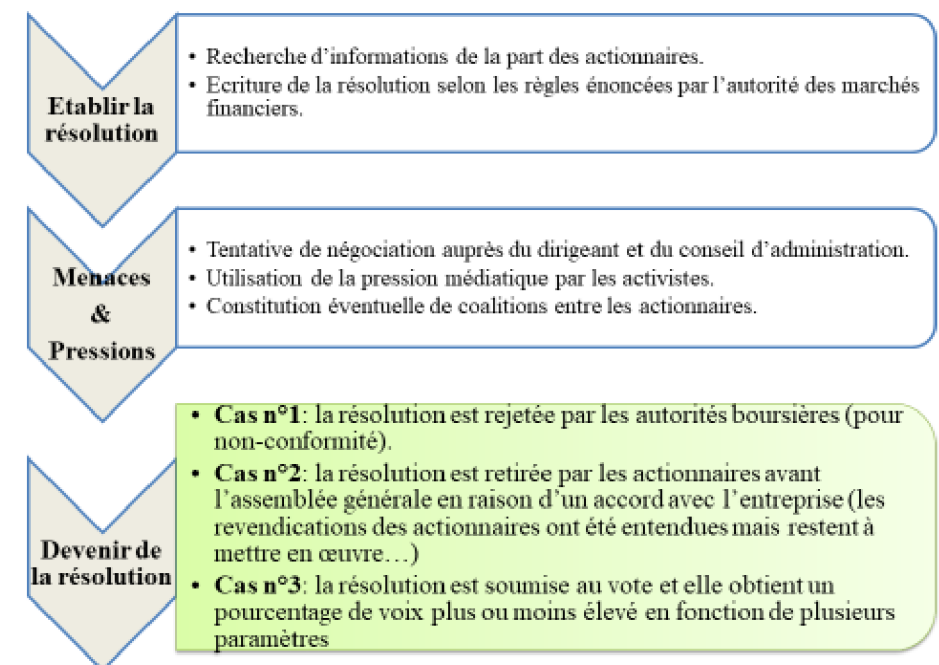 Etablir la
résolution
• Recherche d'informations de la part des actionnaires.
• Ecriture de la résolution selon les règles énoncées par l'autorité des marchés
financiers.
Menaces
&
Pressions
• Tentative de négociation auprès du dirigeant et du conseil d'administration.
• Utilisation de la pression médiatique par les activistes.
• Constitution éventuelle de coalitions entre les actionnaires.
Devenir de
la résolution
• Cas n°1: la résolution est rejetée par les autorités boursières (pour
non-conformité).
• Cas n°2: la résolution est retirée par les actionnaires avant
l'assemblée générale en raison d'un accord avec l'entreprise (les
revendications des actionnaires ont été entendues mais restent à
mettre en œuvre…)
• Cas n°3: la résolution est soumise au vote et elle obtient un
pourcentage de voix plus ou moins élevé en fonction de plusieurs
paramètres